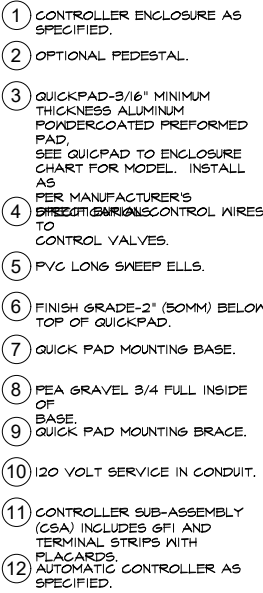 1 CONTROLLER ENCLOSURE AS
SPECIFIED.
2 OPTIONAL PEDESTAL.
3 QUICKPAD-3/16" MINIMUM
THICKNESS ALUMINUM
POWDERCOATED PREFORMED
PAD,
SEE QUICPAD TO ENCLOSURE
CHART FOR MODEL. INSTALL
AS
PER MANUFACTURER'S
SPECIFICATIONS.
4 DIRECT BURIAL CONTROL WIRES
TO
CONTROL VALVES.
5 PVC LONG SWEEP ELLS.
6 FINISH GRADE-2" (50MM) BELOW
TOP OF QUICKPAD.
7 QUICK PAD MOUNTING BASE.
8 PEA GRAVEL 3/4 FULL INSIDE
OF
BASE.
9 QUICK PAD MOUNTING BRACE.
10 120 VOLT SERVICE IN CONDUIT.
11 CONTROLLER SUB-ASSEMBLY
(CSA) INCLUDES GFI AND
TERMINAL STRIPS WITH
PLACARDS.
12 AUTOMATIC CONTROLLER AS
SPECIFIED.